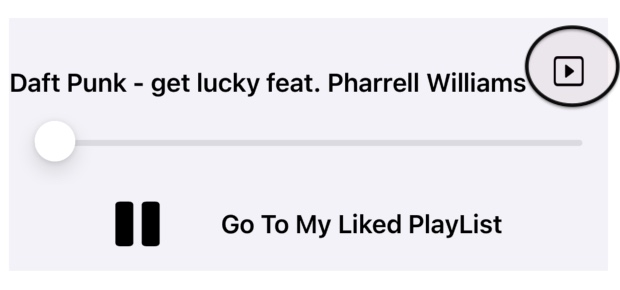 Daft Punk - get lucky feat. Pharrell Williams
Go To My Liked PlayList